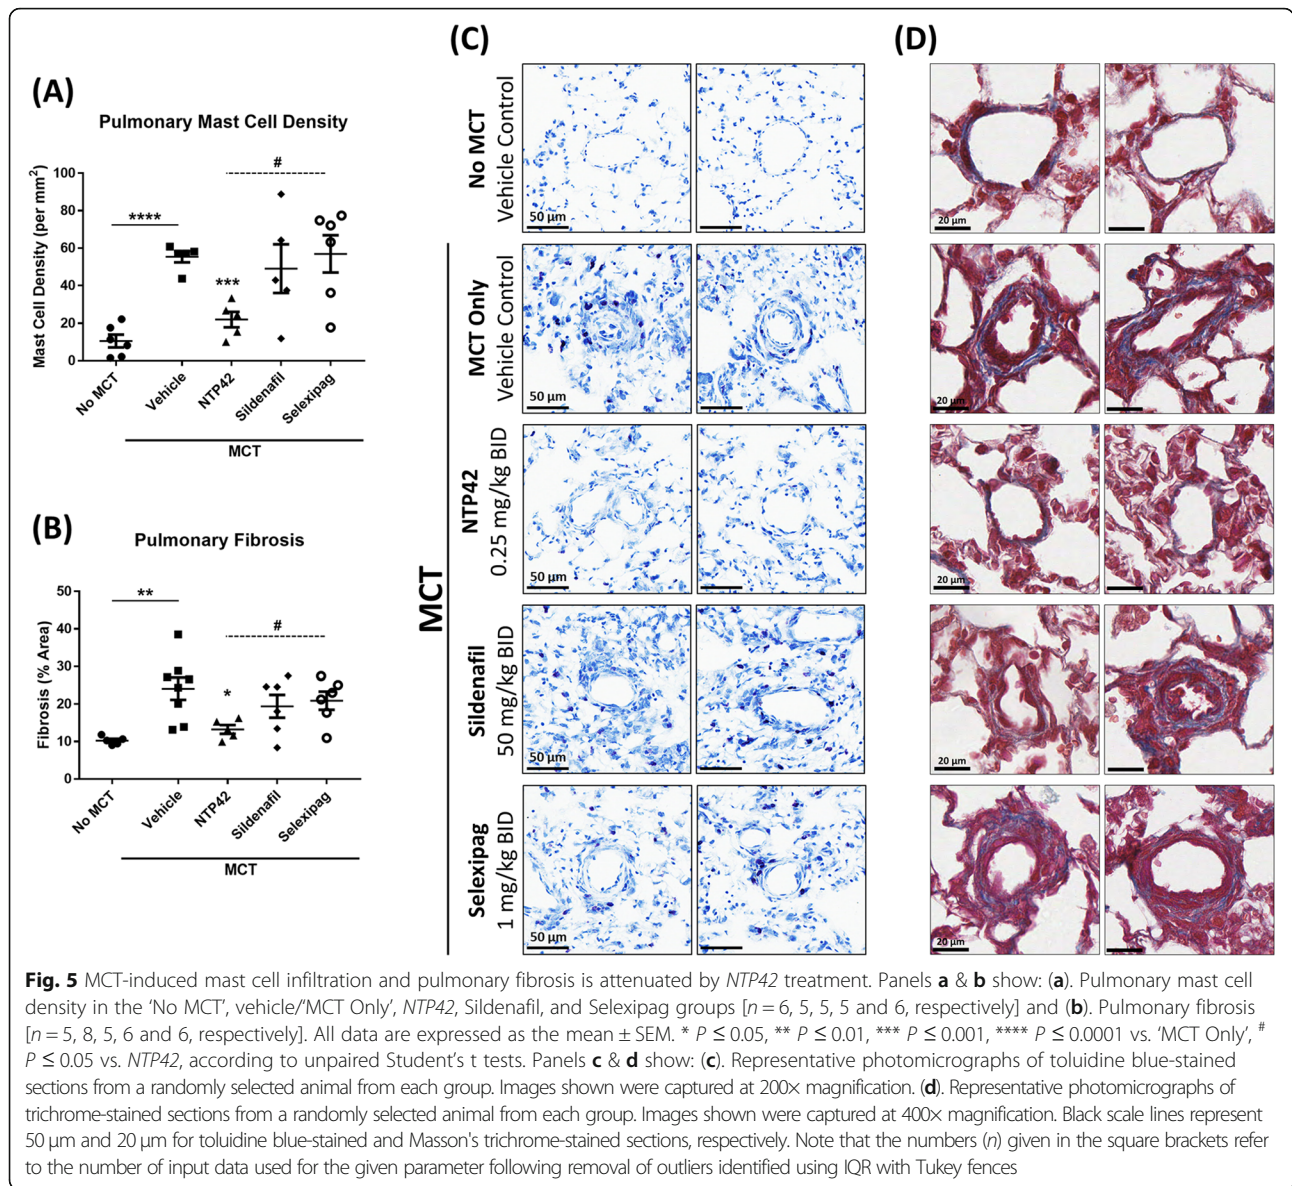 (A)
Pulmonary Mast Cell Density
Mast Cell Density (per mm²)
100
80
60
40
20
0
****
***
#
No MCT
Vehicle
NTP42
Sildenafil
Selexipag
MCT
(B)
Pulmonary Fibrosis
Fibrosis (% Area)
50
40
30
20
10
0
**
*
#
No MCT
Vehicle
NTP42
Sildenafil
Selexipag
MCT
(C)
MCT
No MCT
Vehicle Control
50 µm
MCT Only
Vehicle Control
50 µm
NTP42
0.25 mg/kg BID
50 µm
Sildenafil
50 mg/kg BID
50 µm
Selexipag
1 mg/kg BID
50 µm
(D)
20 µm
20 µm
20 µm
20 µm
20 µm
Fig. 5 MCT-induced mast cell infiltration and pulmonary fibrosis is attenuated by NTP42 treatment. Panels a & b show: (a). Pulmonary mast cell
density in the ‘No MCT’, vehicle/‘’MCT Only’, NTP42, Sildenafil, and Selexipag groups [n = 6, 5, 5, 5 and 6, respectively] and (b). Pulmonary fibrosis
[n = 5, 8, 5, 6 and 6, respectively]. All data are expressed as the mean ± SEM. * P ≤ 0.05, ** P ≤ 0.01, *** P ≤ 0.001, **** P ≤ 0.0001 vs. ‘MCT Only’, #
P ≤ 0.05 vs. NTP42, according to unpaired Student’s t tests. Panels c & d show: (c). Representative photomicrographs of toluidine blue-stained
sections from a randomly selected animal from each group. Images shown were captured at 200× magnification. (d). Representative photomicrographs of
trichrome-stained sections from a randomly selected animal from each group. Images shown were captured at 400× magnification. Black scale lines represent
50 µm and 20 µm for toluidine blue-stained and Masson's trichrome-stained sections, respectively. Note that the numbers (n) given in the square brackets refer
to the number of input data used for the given parameter following removal of outliers identified using IQR with Tukey fences